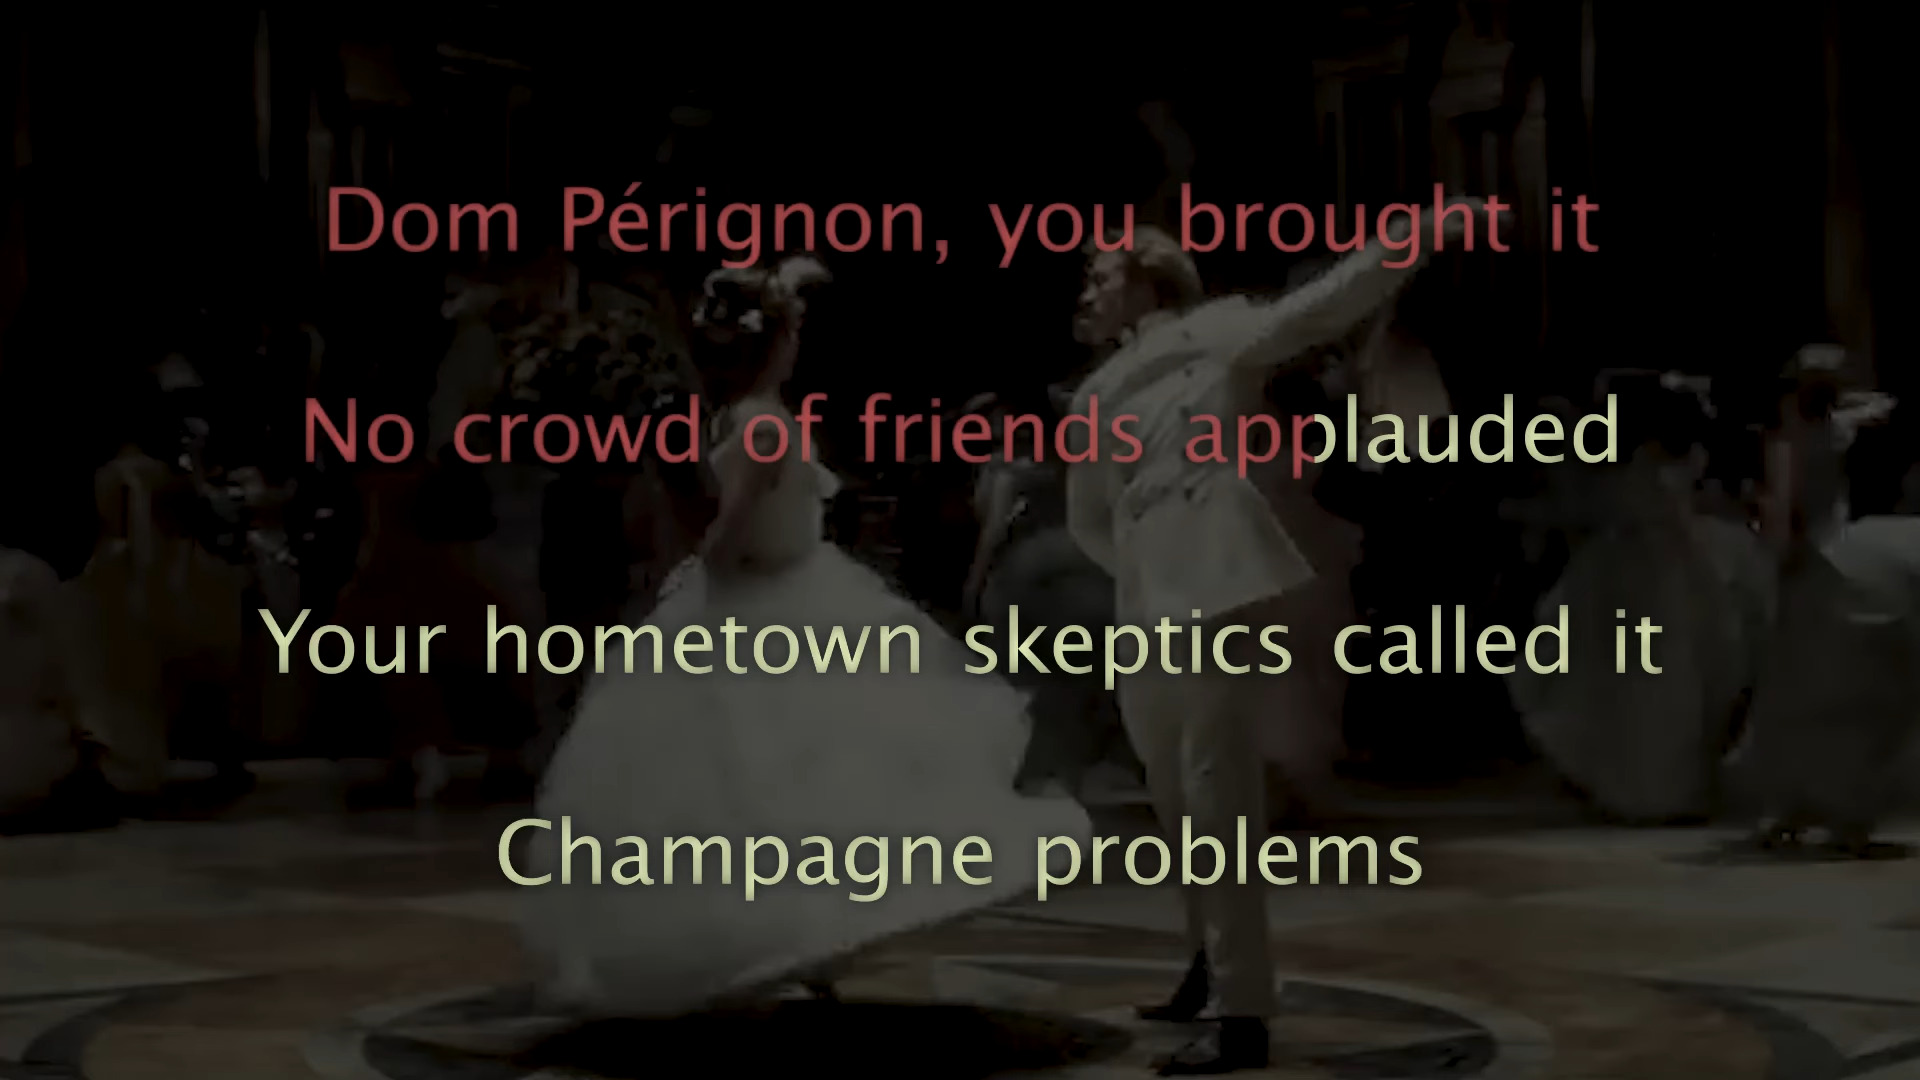 Dom Pérignon, you brought it
No crowd of friends applauded
Your hometown skeptics called it
Champagne problems